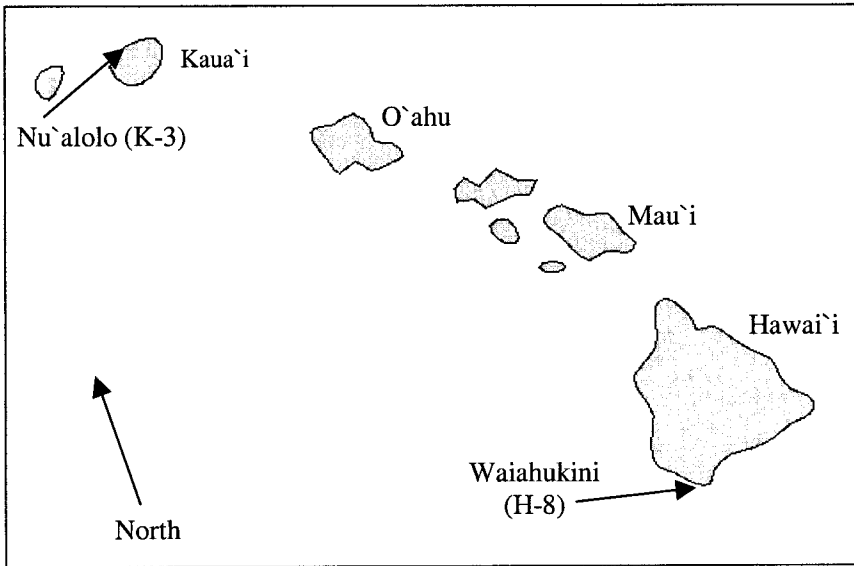 Kaua`i
Nu`alolo (K-3)
O`ahu
Mau`i
Hawai`i
Waiahukini
(H-8)
North